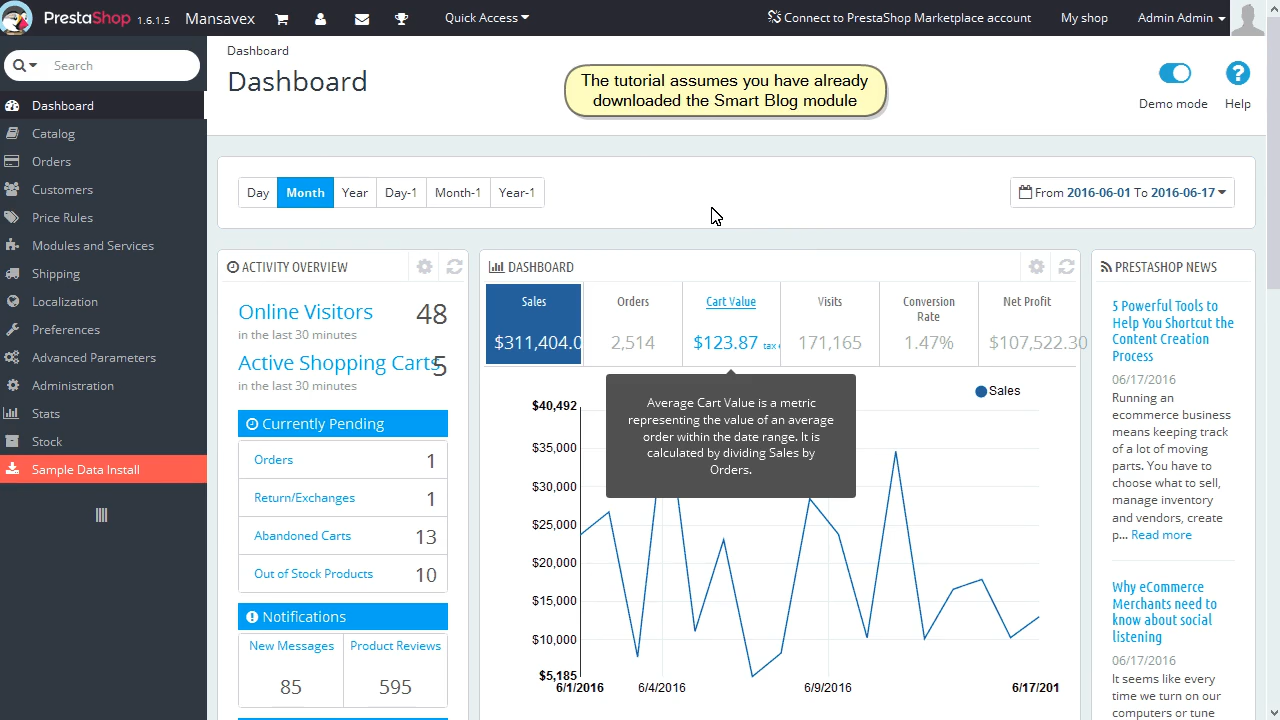 PrestaShop 1.6.1.5 Mansavex Quick Access Connect to PrestaShop Marketplace account My shop Admin Admin
Search
Dashboard
Catalog
Orders
Customers
Price Rules
Modules and Services
Shipping
Localization
Preferences
Advanced Parameters
Administration
Stats
Stock
Sample Data Install
Dashboard
Dashboard
The tutorial assumes you have already
downloaded the Smart Blog module
Demo mode Help
Day Month Year Day-1 Month-1 Year-1
From 2016-06-01 To 2016-06-17
ACTIVITY OVERVIEW
Online Visitors 48
in the last 30 minutes
Active Shopping Carts 5
in the last 30 minutes
Currently Pending
Orders 1
Return/Exchanges 1
Abandoned Carts 13
Out of Stock Products 10
Notifications
New Messages Product Reviews
85 595
DASHBOARD
Sales Orders Cart Value Visits Conversion Rate Net Profit
$311,404.0 2,514 $123.87 tax 171,165 1.47% $107,522.30
Average Cart Value is a metric
representing the value of an average
order within the date range. It is
calculated by dividing Sales by
Orders.
Sales
$40,492
$35,000
$30,000
$25,000
$20,000
$15,000
$10,000
$5,185
6/1/2016 6/4/2016 6/9/2016 6/17/201
PRESTASHOP NEWS
5 Powerful Tools to
Help You Shortcut the
Content Creation
Process
06/17/2016
Running an
ecommerce business
means keeping track
of a lot of moving
parts. You have to
choose what to sell,
manage inventory
and vendors, create
p... Read more
Why eCommerce
Merchants need to
know about social
listening
06/17/2016
It seems like every
time we turn on our
computers or tune